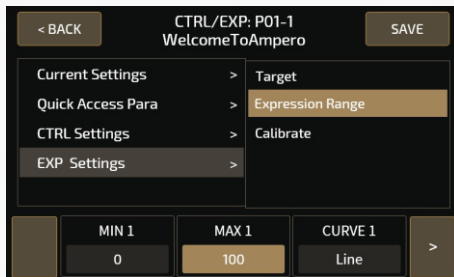 < BACK
CTRL/EXP: P01-1
WelcomeToAmpero
SAVE
Current Settings >
Quick Access Para >
CTRL Settings >
EXP Settings >
Target
Expression Range
Calibrate
MIN 1
0
MAX 1
100
CURVE 1
Line
>